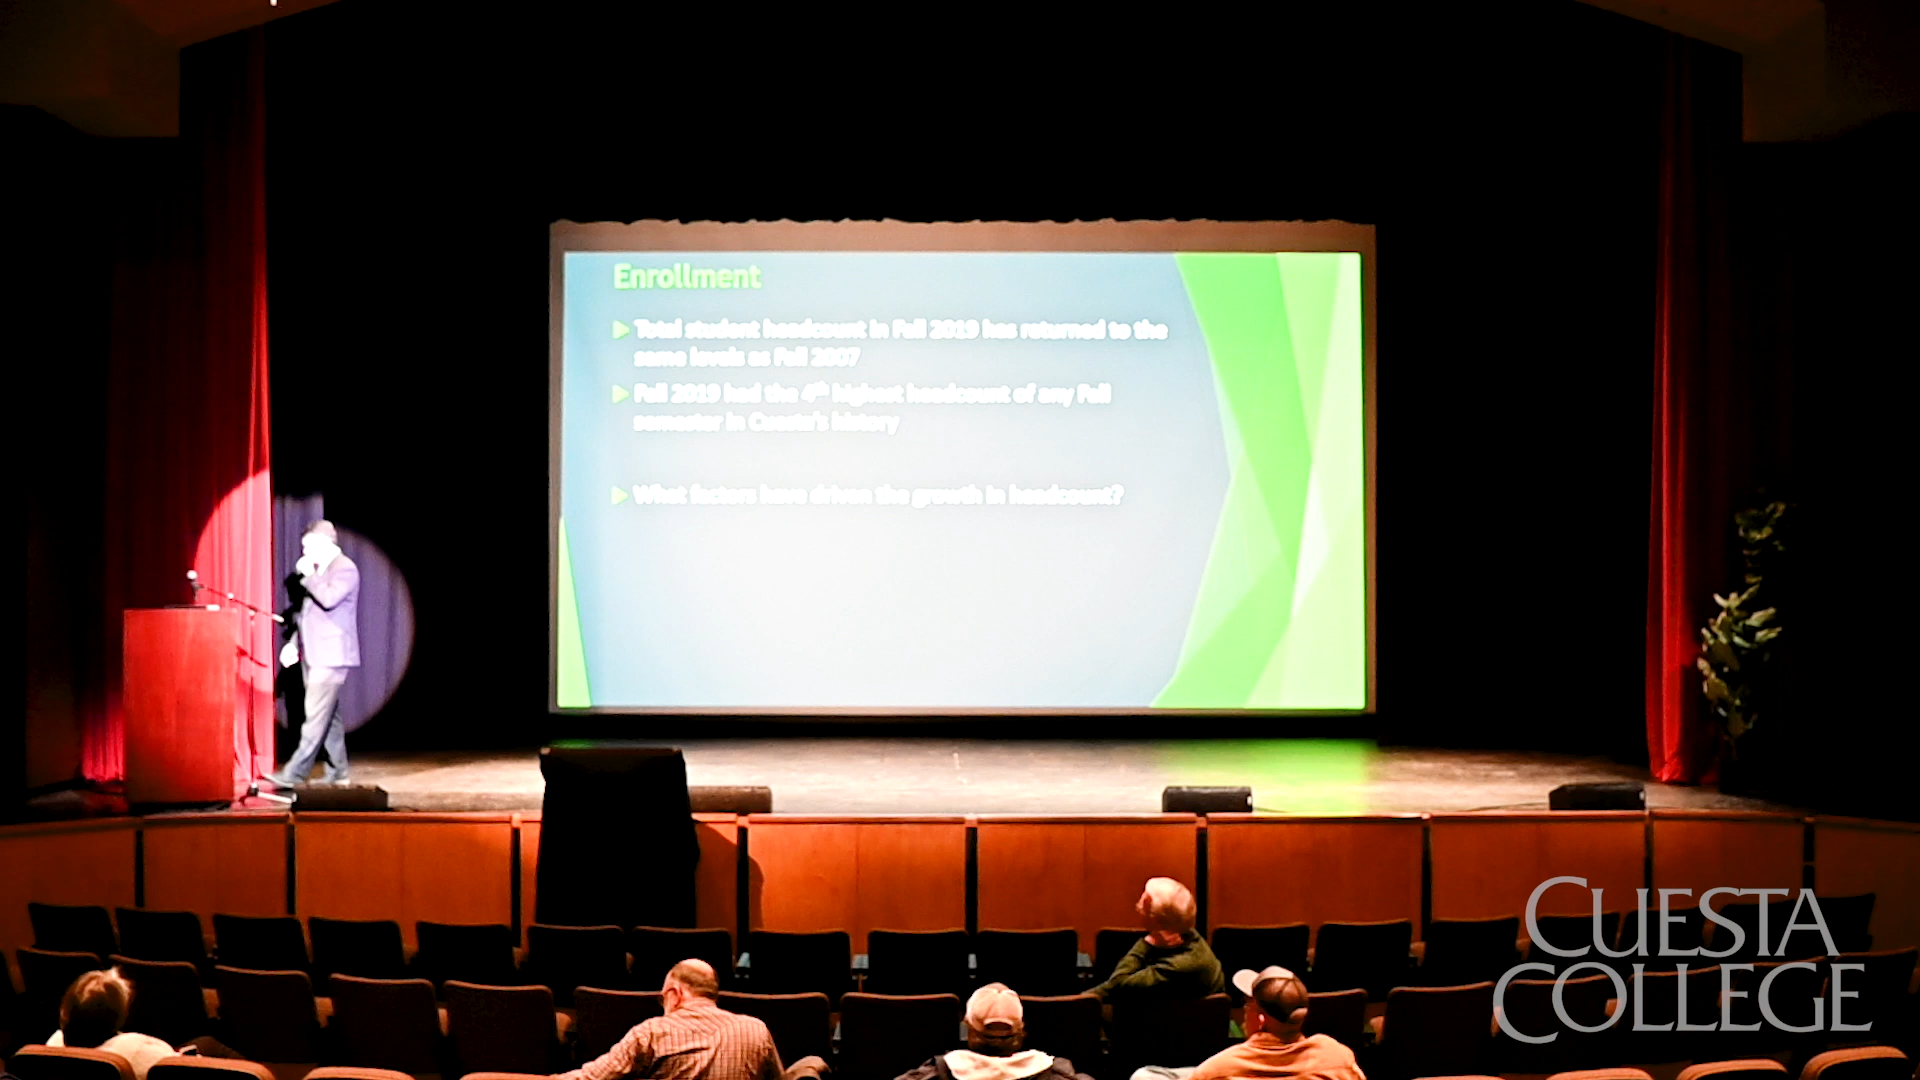 Enrollment
Total student headcount in Fall 2019 has returned to the
same levels as Fall 2007
Fall 2019 had the 4th highest headcount of any Fall
semester in Cuesta's history
What factors have driven the growth in headcount?
CUESTA
COLLEGE